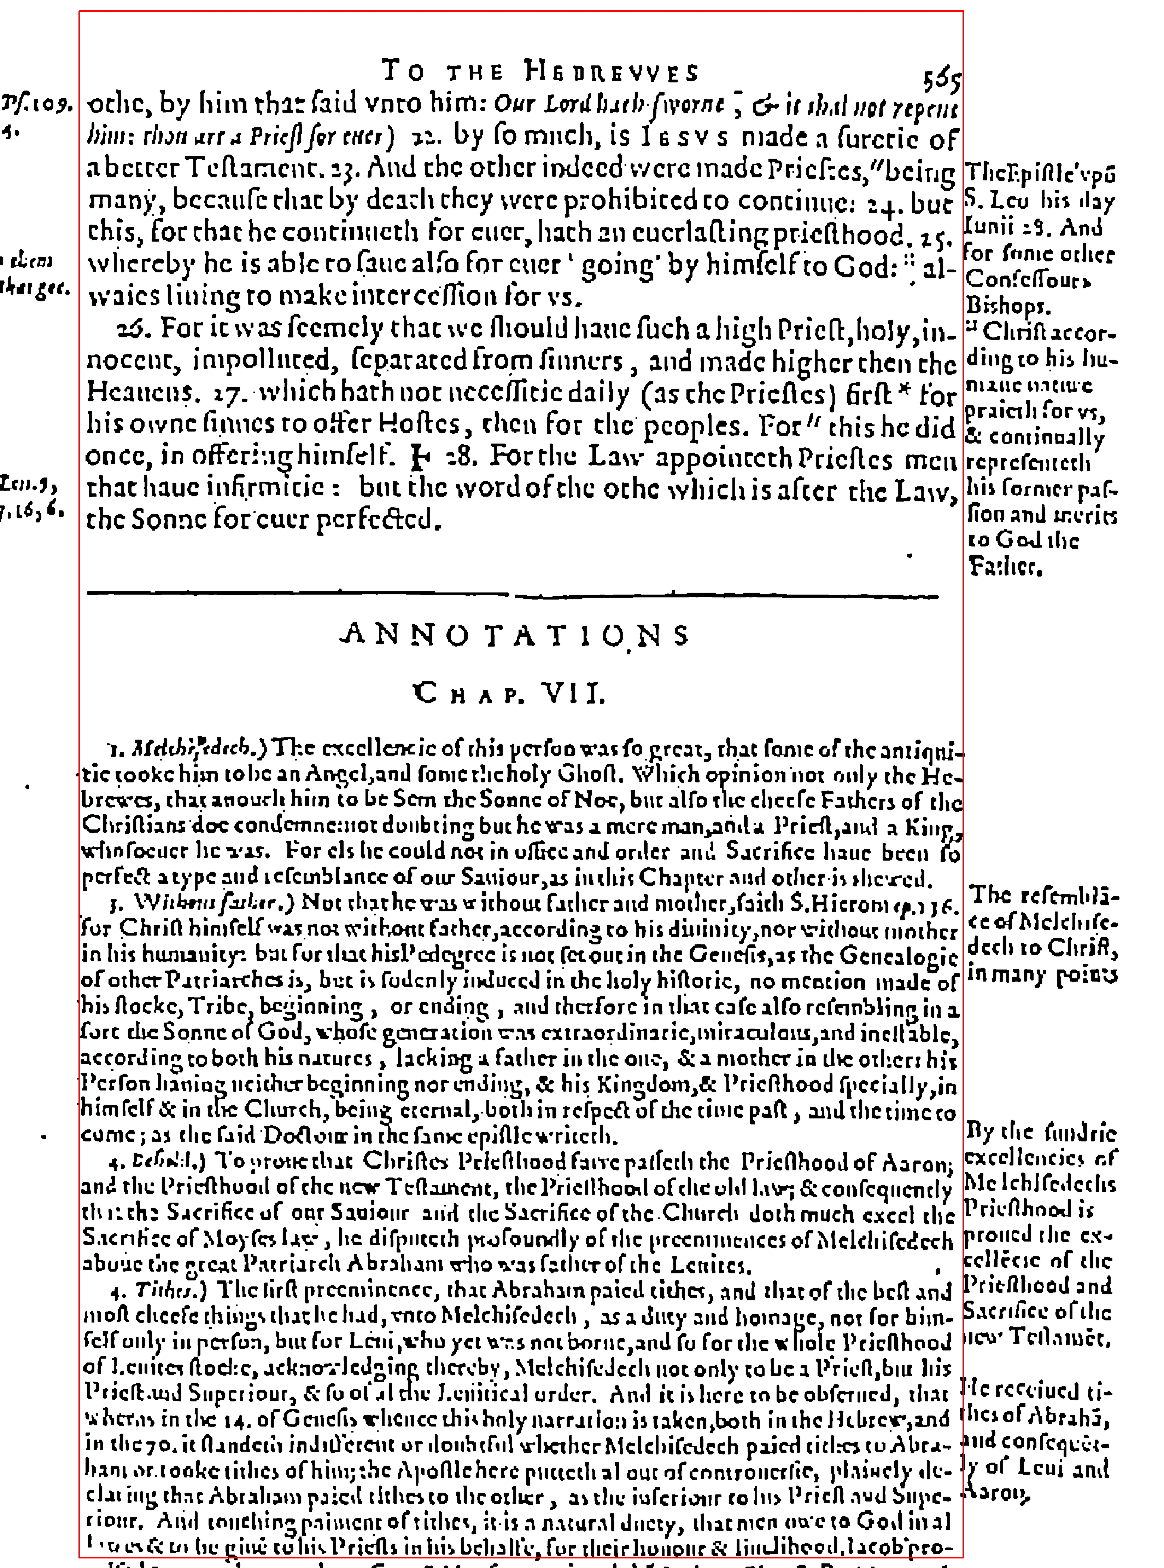 TO THE HEBREVVES
565
othe, by him that ſaid vnto him: Our Lord hath ſworne, & it shal not repent
him: thou art a Prieſt for euer) 22. by ſo much, is IESVS made a ſuretie of
a better Teſtament. 23. And the other indeed were made Prieſtes, "being
many, becauſe that by death they were prohibited to continue: 24. but
this, for that he continueth for euer, hath an euerlaſting prieſthood. 25.
whereby he is able to ſaue alſo for euer 'going' by himſelf to God: :: al-
waies liuing to make interceſſion for vs.
26. For it was ſeemely that we ſhould haue ſuch a high Prieſt, holy, in-
nocent, impolluted, ſeparated from ſinners, and made higher then the
Heauens. 27. which hath not neceſſitie daily (as the Prieſtes) firſt * for
his owne ſinnes to offer Hoſtes, then for the peoples. For " this he did
once, in offering himſelf. 28. For the Law appointeth Prieſtes men
that haue infirmitie: but the word of the othe which is after the Law,
the Sonne for euer perfected.
Pſ. 109.
4.
them
that goe.
Leu. 9,
7. 16, 6.
The Epiſtle vpō
S. Leo his day
Iunii 28. And
for ſome other
Confeſſours
Bishops.
:: Chriſt accor-
ding to his hu-
mane nature
praieth for vs,
& continually
repreſenteth
his former paſ-
ſion and merits
to God the
Father.
ANNOTATIONS
CHAP. VII.
1. Melchiſedech.) The excellencie of this perſon was ſo great, that ſome of the antiqui-
tie tooke him to be an Angel, and ſome the holy Ghoſt. Which opinion not only the He-
brewes, that auouch him to be Sem the Sonne of Noe, but alſo the cheefe Fathers of the
Chriſtians doe condemne: not doubting but he was a mere man, and a Prieſt, and a King,
whoſoeuer he was. For els he could not in office and order and Sacrifice haue been ſo
perfect a type and reſemblance of our Sauiour, as in this Chapter and other is shewed.
3. Without father.) Not that he was without father and mother, ſaith S. Hierom ep. 136.
for Chriſt himſelf was not without father, according to his diuinity, nor without mother
in his humanity: but for that his Pedegree is not ſet out in the Geneſis, as the Genealogie
of other Patriarches is, but is ſodenly induced in the holy hiſtorie, no mention made of
his ſtocke, Tribe, beginning, or ending, and therfore in that caſe alſo reſembling in a
ſort the Sonne of God, whoſe generation was extraordinarie, miraculous, and ineffable,
according to both his natures, lacking a father in the one, & a mother in the other: his
Perſon hauing neither beginning nor ending, & his Kingdom, & Prieſthood ſpecially, in
himſelf & in the Church, being eternal, both in reſpect of the time paſt, and the time to
come; as the ſaid Doctour in the ſame epiſtle writeth.
4. Behold.) To proue that Chriſtes Prieſthood farre paſſeth the Prieſthood of Aaron;
and the Prieſthood of the new Teſtament, the Prieſthood of the old law; & conſequently
that the Sacrifice of our Sauiour and the Sacrifice of the Church doth much excel the
Sacrifice of Moyſes law, he diſputeth profoundly of the preeminences of Melchiſedech
aboue the great Patriarch Abraham who was father of the Leuites.
4. Tithes.) The firſt preeminence, that Abraham paied tithes, and that of the beſt and
moſt cheefe things that he had, vnto Melchiſedech, as a duty and homage, not for him-
ſelf only in perſon, but for Leui, who yet was not borne, and ſo for the whole Prieſthood
of Leuites ſtocke, acknowledging thereby, Melchiſedech not only to be a Prieſt, but his
Prieſt and Superiour, & ſo of al the Leuitical order. And it is here to be obſerued, that
wheras in the 14. of Geneſis whence this holy narration is taken, both in the Hebrew, and
in the 70. it ſtandeth indifferent or doubtful whether Melchiſedech paied tithes to Abra-
ham or tooke tithes of him; the Apoſtle here putteth al out of controuerſie, plainely de-
claring that Abraham paied tithes to the other, as the inferiour to his Prieſt and Supe-
riour. And touching paiment of tithes, it is a natural duety, that men owe to God in al
lawes & to be giuē to his Prieſts in his behalfe, for their honour & liuelihood. Iacob pro-
The reſemblā-
ce of Melchiſe-
dech to Chriſt,
in many points
By the ſundrie
excellencies of
Melchiſedechs
Prieſthood is
proued the ex-
cellēcie of the
Prieſthood and
Sacrifice of the
new Teſtamēt.
He receiued ti-
thes of Abrahā,
and conſequēt-
ly of Leui and
Aaron.